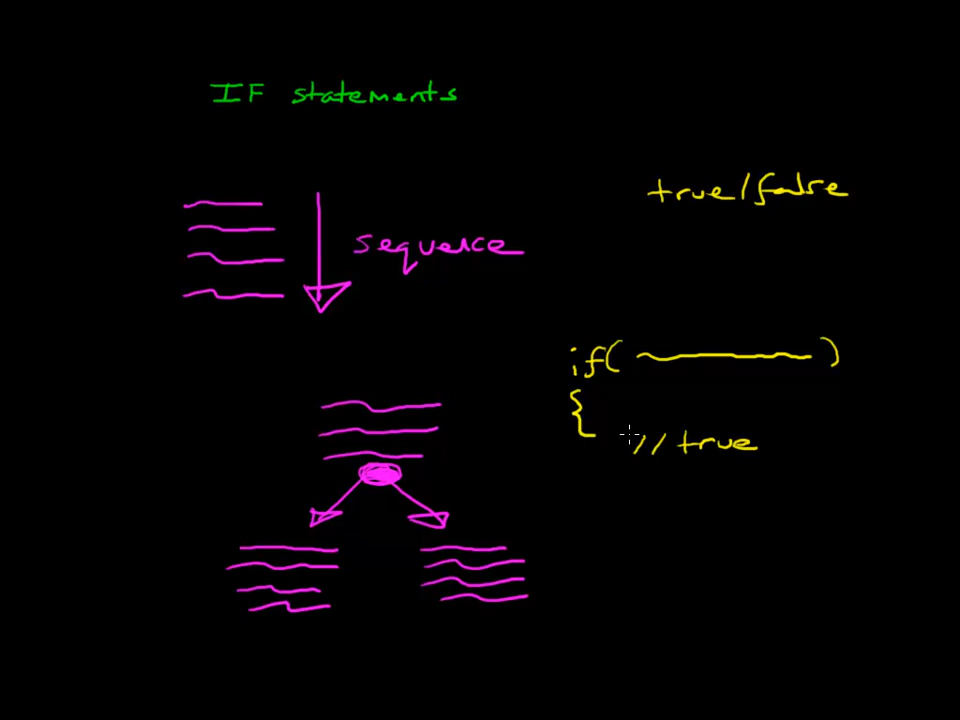 IF statements
true/false
sequence
if(          )
{
// true